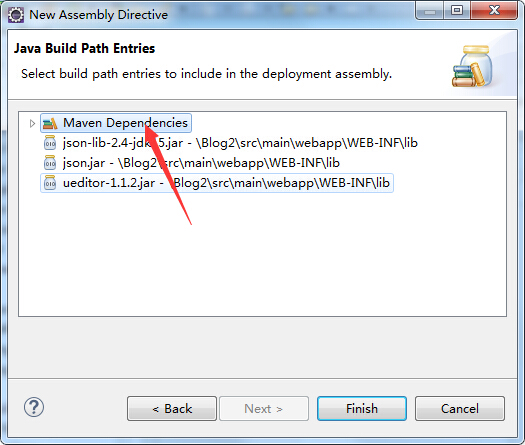 New Assembly Directive
Java Build Path Entries
Select build path entries to include in the deployment assembly.
Maven Dependencies
json-lib-2.4-jdk15.jar - \Blog2\src\main\webapp\WEB-INF\lib
json.jar - \Blog2\src\main\webapp\WEB-INF\lib
ueditor-1.1.2.jar - \Blog2\src\main\webapp\WEB-INF\lib
< Back
Next >
Finish
Cancel